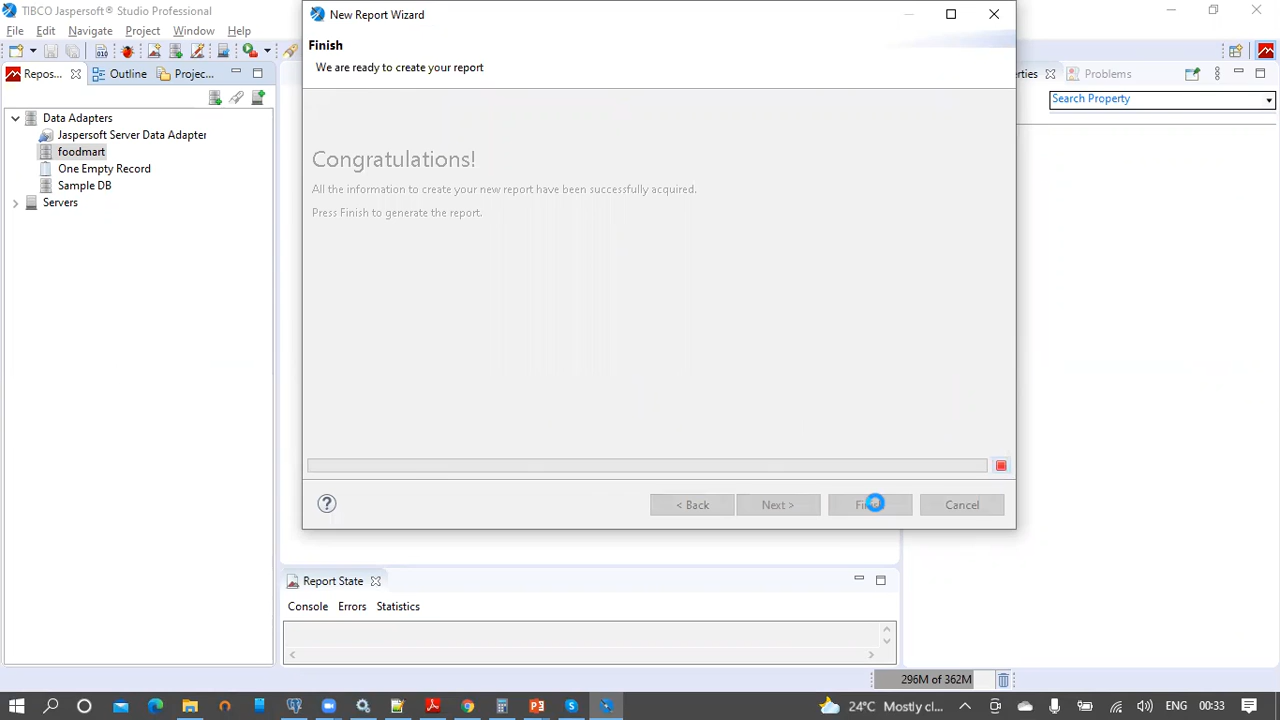 TIBCO Jaspersoft® Studio Professional
New Report Wizard
File Edit Navigate Project Window Help
Finish
We are ready to create your report
Repos... Outline Projec...
erties Problems
Search Property
Data Adapters
Jaspersoft Server Data Adapter
foodmart
One Empty Record
Sample DB
Servers
Congratulations!
All the information to create your new report have been successfully acquired.
Press Finish to generate the report.
< Back Next > Cancel
Report State
Console Errors Statistics
296M of 362M
24°C Mostly cl... ENG 00:33